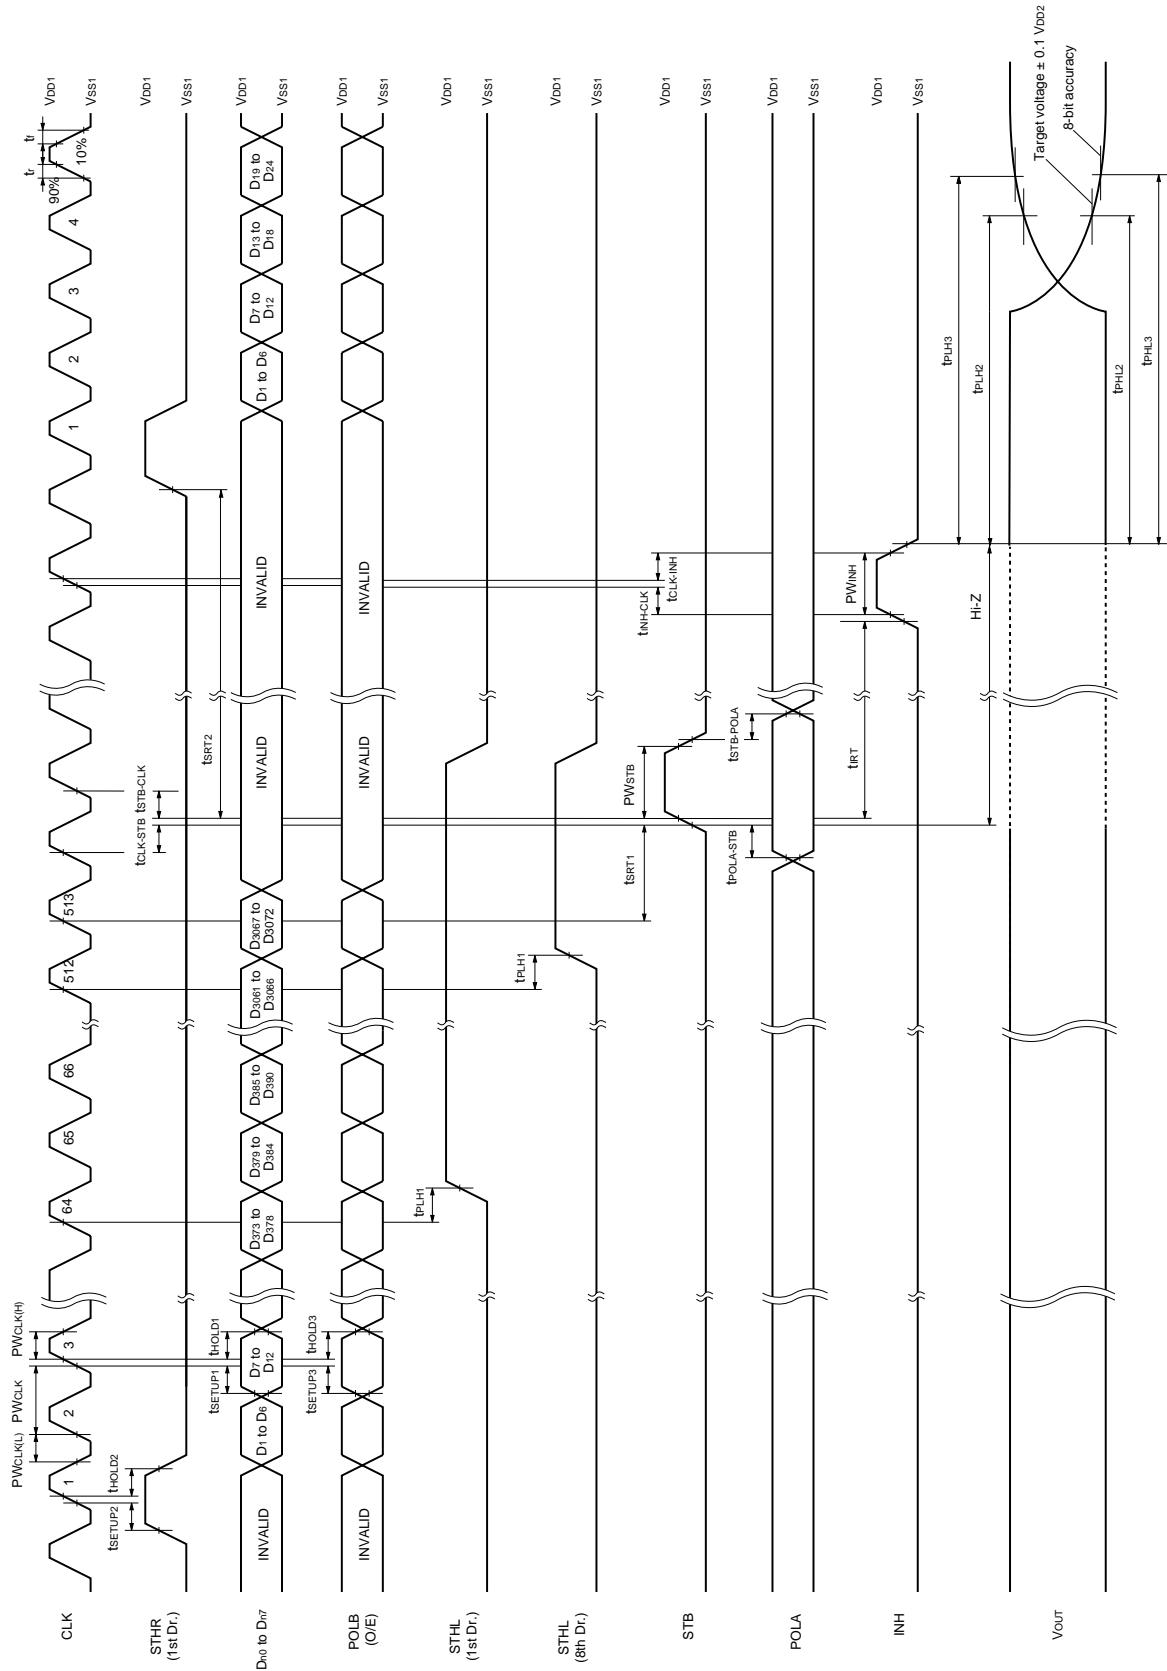 CLK
PWCLK(L)
PWCLK
PWCLK(H)
1
2
3
64
65
66
512
513
1
2
3
4
90%
10%
tr
tf
VDD1
VSS1
STHR
(1st Dr.)
tSETUP2
tHOLD2
tCLK-STB
tSTB-CLK
tSRT2
VDD1
VSS1
Dn0 to Dn7
INVALID
D1 to D6
tSETUP1
tHOLD1
D7 to
D12
D373 to
D378
D379 to
D384
D385 to
D390
D3061 to
D3066
D3067 to
D3072
INVALID
INVALID
D1 to D6
D7 to
D12
D13 to
D18
D19 to
D24
VDD1
VSS1
POLB
(O/E)
INVALID
tSETUP3
tHOLD3
INVALID
INVALID
VDD1
VSS1
STHL
(1st Dr.)
tPLH1
VDD1
VSS1
STHL
(8th Dr.)
tPLH1
VDD1
VSS1
STB
tSRT1
PWSTB
tINH-CLK
tCLK-INH
VDD1
VSS1
POLA
tPOLA-STB
tSTB-POLA
VDD1
VSS1
INH
tIRT
PWINH
VDD1
VSS1
VOUT
Hi-Z
tPLH3
tPLH2
tPHL2
tPHL3
Target voltage ± 0.1 VDD2
8-bit accuracy